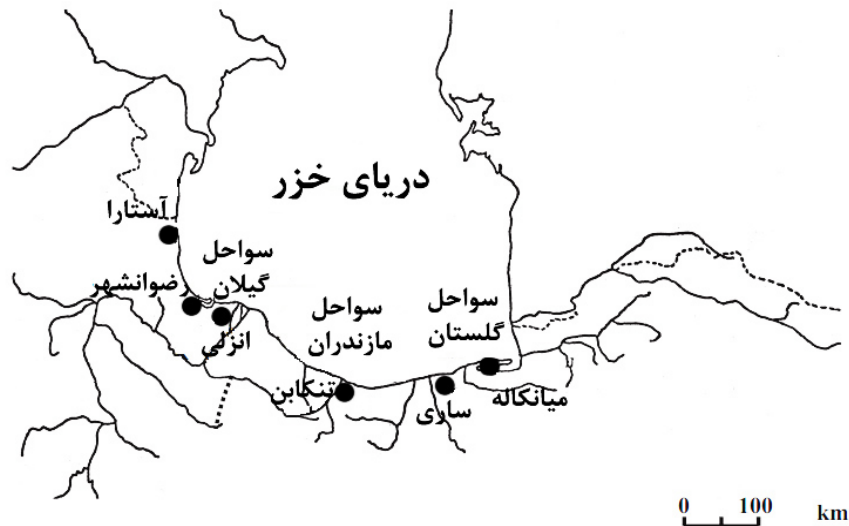 دریای خزر
آستارا
سواحل
گیلان
رضوانشهر
انزلی
سواحل
مازندران
تنکابن
سواحل
گلستان
ساری
میانکاله
0 100 km